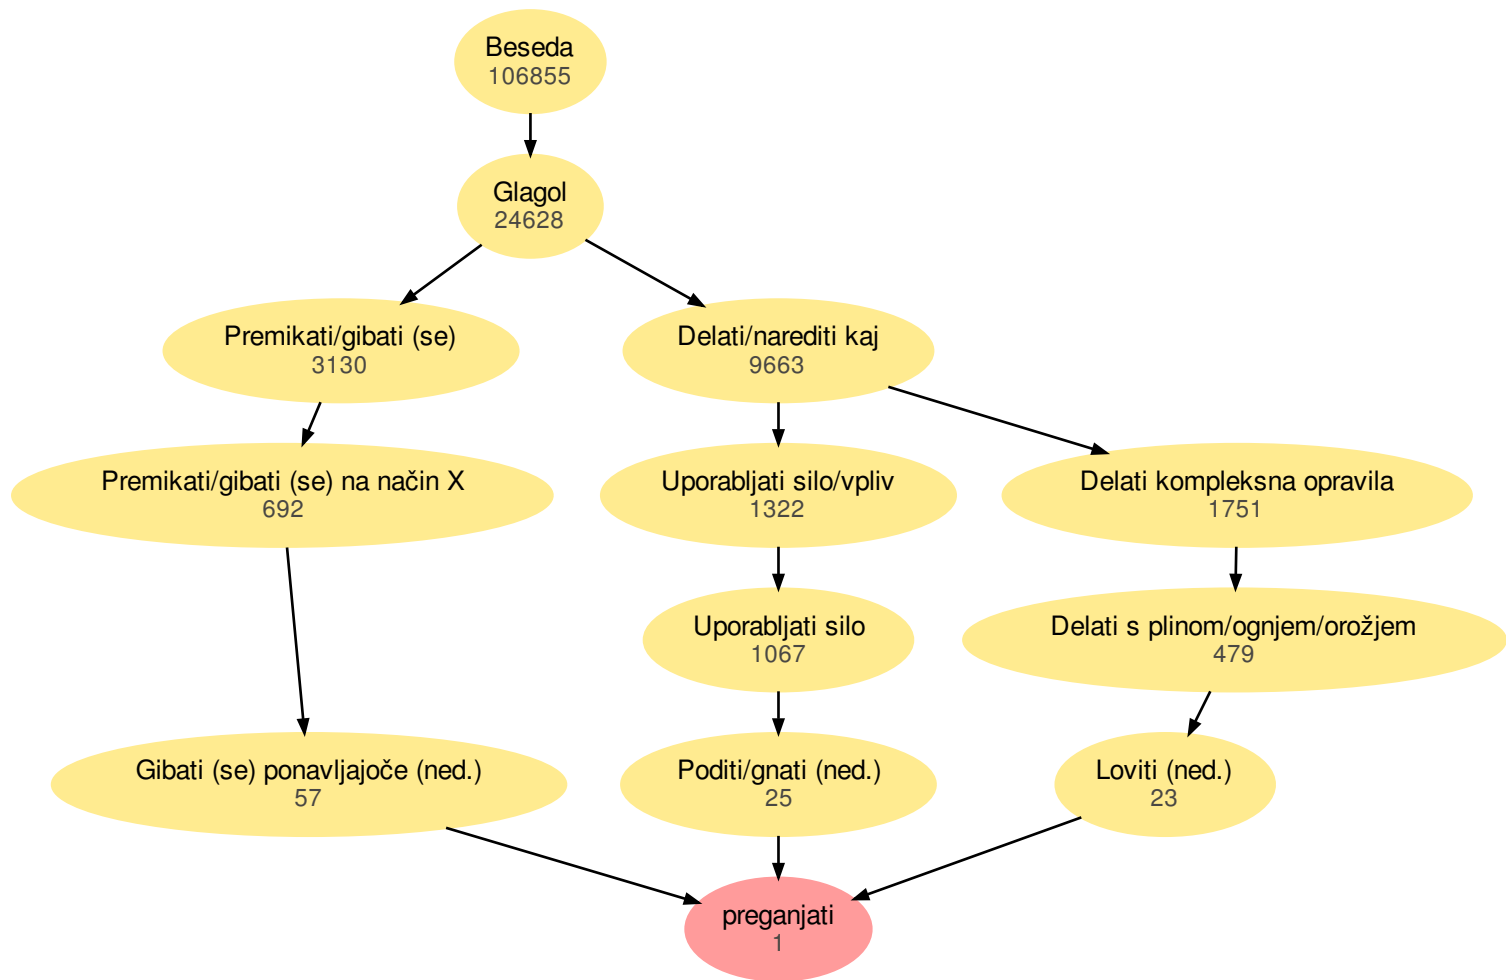 Beseda
106855
Glagol
24628
Premikati/gibati (se)
3130
Delati/narediti kaj
9663
Premikati/gibati (se) na način X
692
Uporabljati silo/vpliv
1322
Delati kompleksna opravila
1751
Uporabljati silo
1067
Delati s plinom/ognjem/orožjem
479
Gibati (se) ponavljajoče (ned.)
57
Poditi/gnati (ned.)
25
Loviti (ned.)
23
preganjati
1